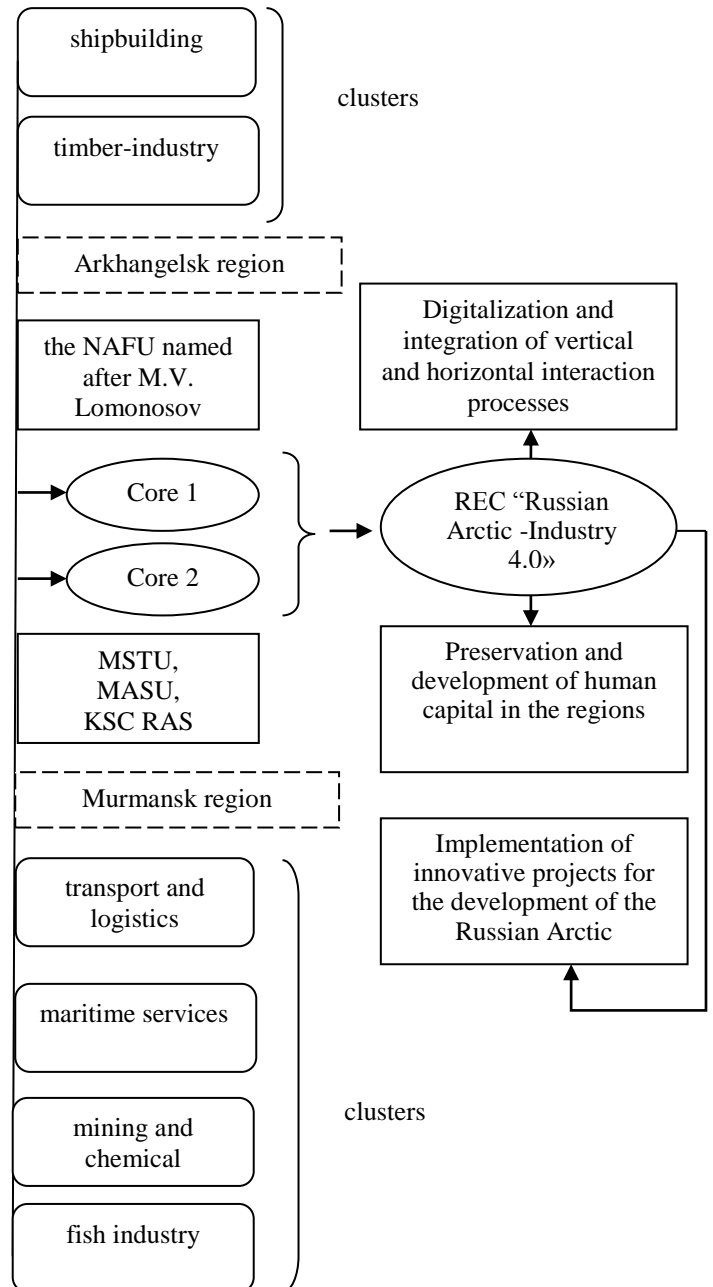 shipbuilding
clusters
timber-industry
Arkhangelsk region
Digitalization and
integration of vertical
and horizontal interaction
processes
the NAFU named
after M.V.
Lomonosov
Core 1
Core 2
REC “Russian
Arctic -Industry
4.0»
MSTU,
MASU,
KSC RAS
Preservation and
development of human
capital in the regions
Murmansk region
Implementation of
innovative projects for
the development of the
Russian Arctic
transport and
logistics
maritime services
clusters
mining and
chemical
fish industry